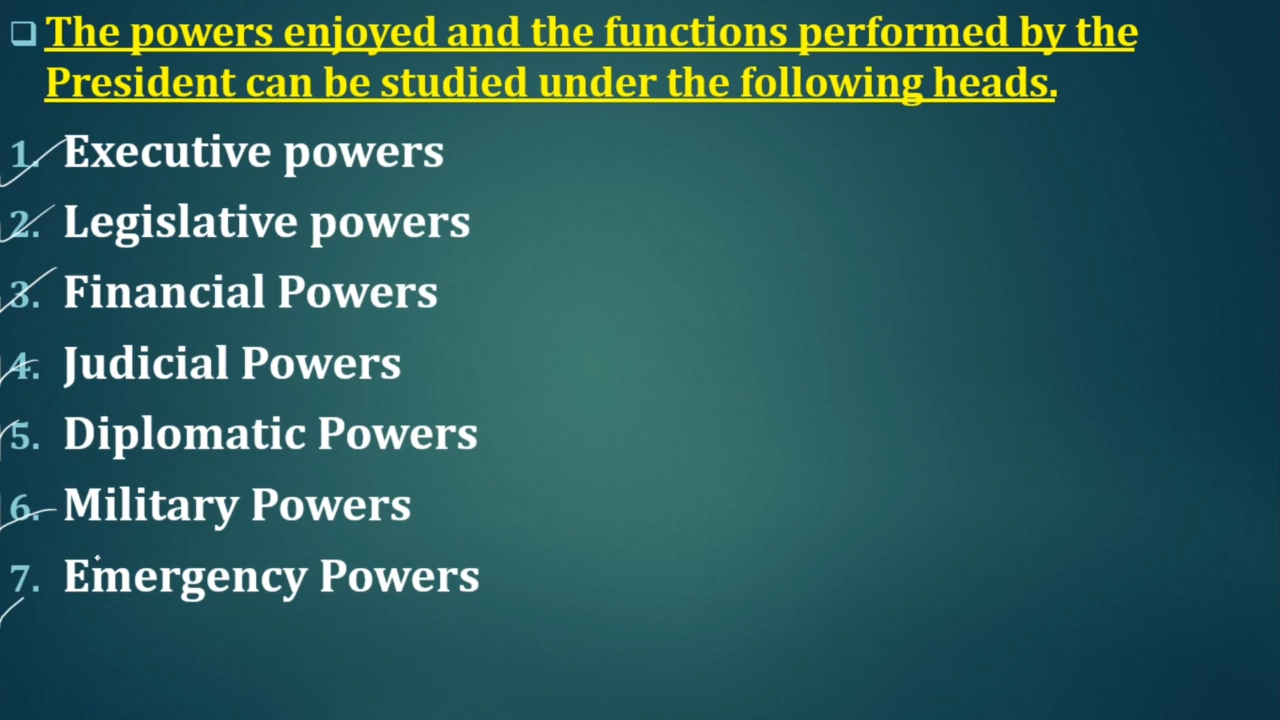 The powers enjoyed and the functions performed by the
President can be studied under the following heads.
1. Executive powers
2. Legislative powers
3. Financial Powers
4. Judicial Powers
5. Diplomatic Powers
6. Military Powers
7. Emergency Powers